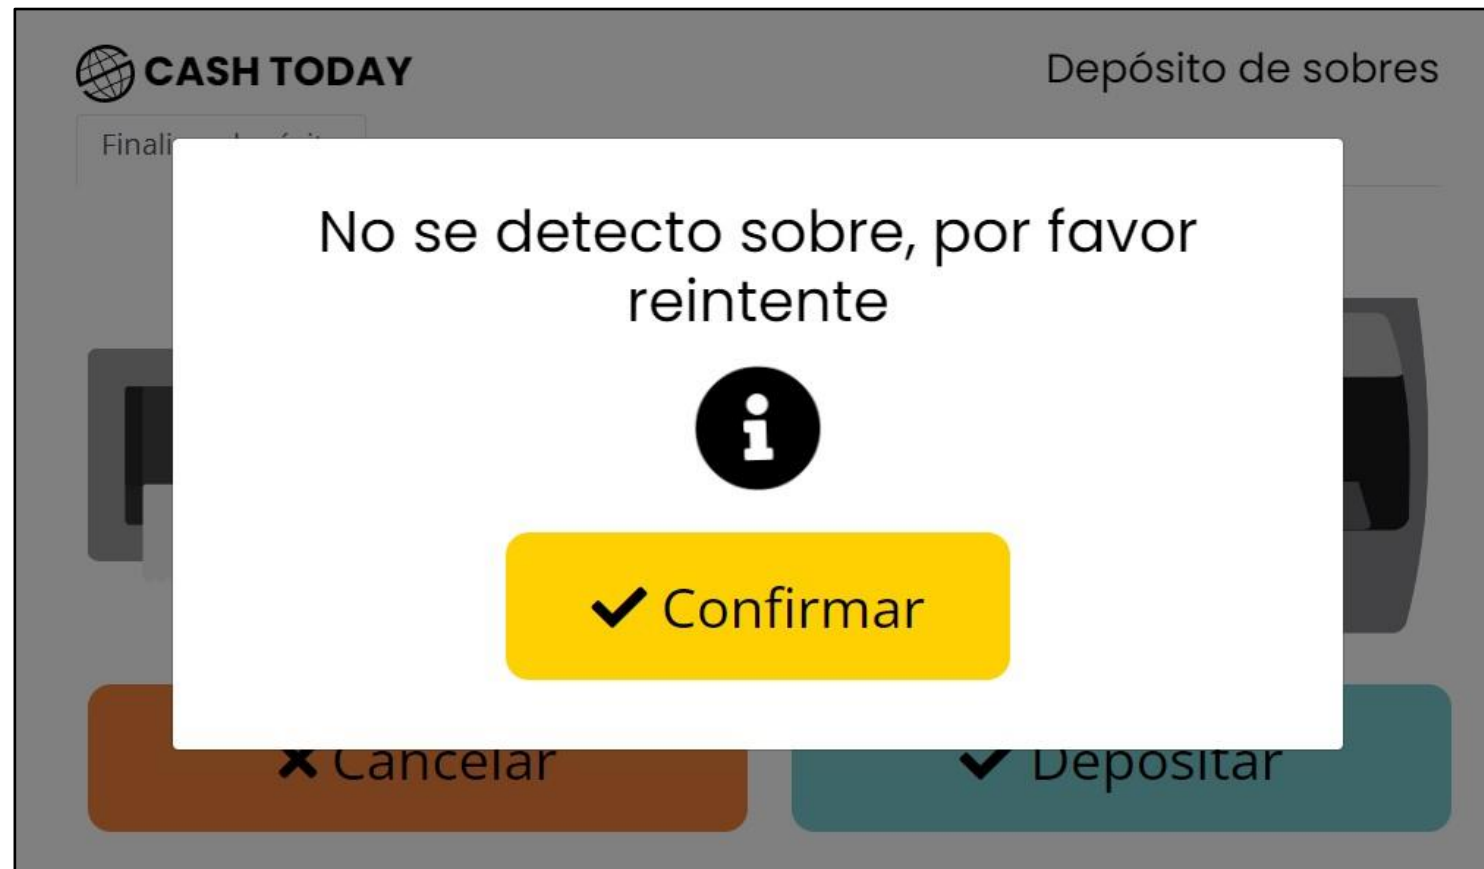 CASH TODAY
Depósito de sobres
No se detecto sobre, por favor
reintente
Confirmar
Cancelar
Depositar